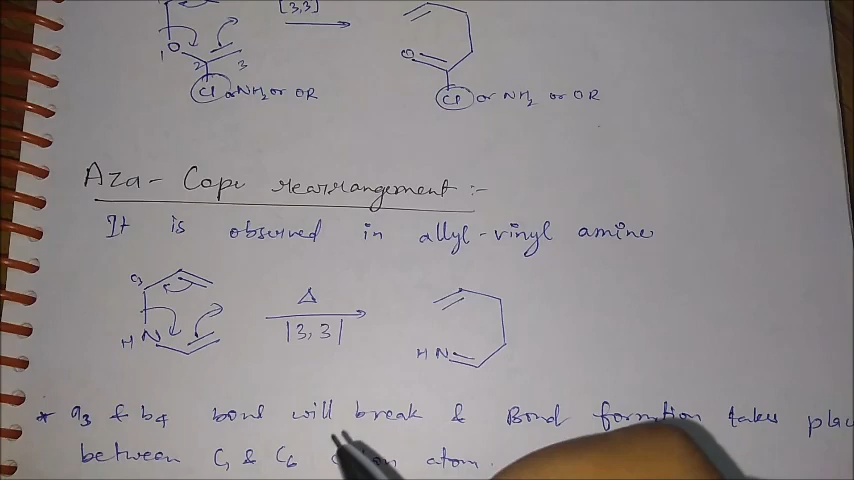 [3,3]
O
1 2 3
Cl or NH2 or OR
O
Cl or NH2 or OR
Aza - Cope rearrangement :-
It is observed in allyl-vinyl amine
Δ
|3,3|
H N
H N
* a3 & b4 bond will break & Bond formation takes plac
between C1 & C6 atom.